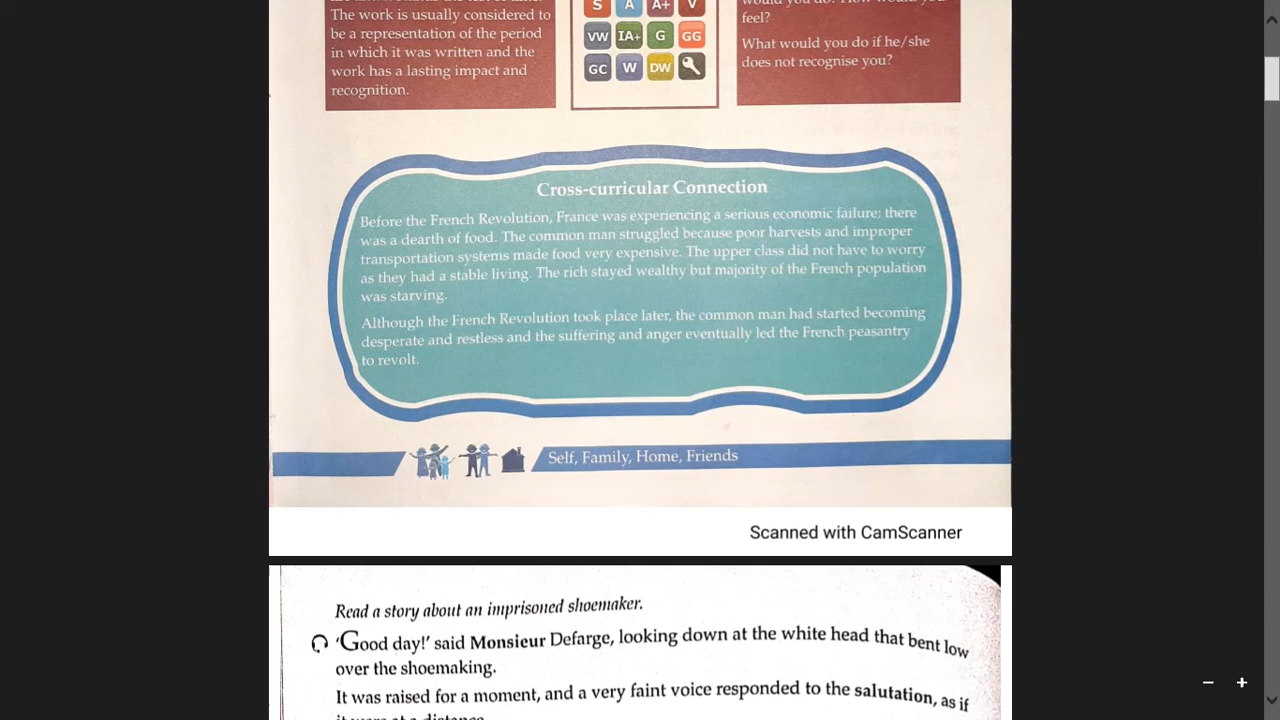 The work is usually considered to
be a representation of the period
in which it was written and the
work has a lasting impact and
recognition.
S A A+ V
VW IA+ G GG
GC W DW
feel?
What would you do if he/she
does not recognise you?
Cross-curricular Connection
Before the French Revolution, France was experiencing a serious economic failure; there
was a dearth of food. The common man struggled because poor harvests and improper
transportation systems made food very expensive. The upper class did not have to worry
as they had a stable living. The rich stayed wealthy but majority of the French population
was starving.
Although the French Revolution took place later, the common man had started becoming
desperate and restless and the suffering and anger eventually led the French peasantry
to revolt.
Self, Family, Home, Friends
Scanned with CamScanner
Read a story about an imprisoned shoemaker.
'Good day!' said Monsieur Defarge, looking down at the white head that bent low
over the shoemaking.
It was raised for a moment, and a very faint voice responded to the salutation, as if